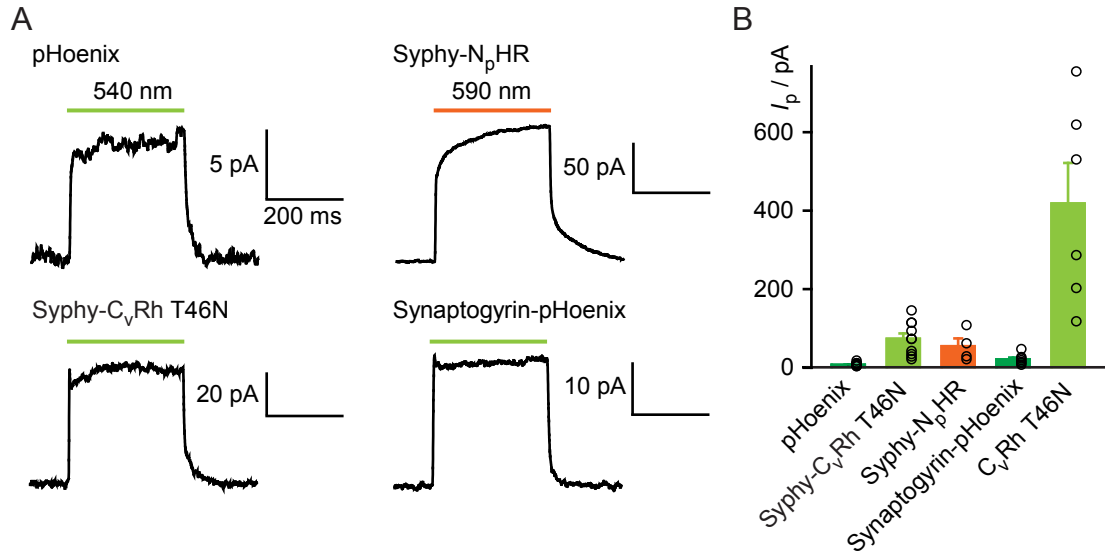 A
pHoenix
540 nm
5 pA
200 ms
Syphy-NpHR
590 nm
50 pA
Syphy-CvRh T46N
20 pA
Synaptogyrin-pHoenix
10 pA
B
Ip / pA
600
400
200
0
pHoenix
Syphy-CvRh T46N
Syphy-NpHR
Synaptogyrin-pHoenix
CvRh T46N